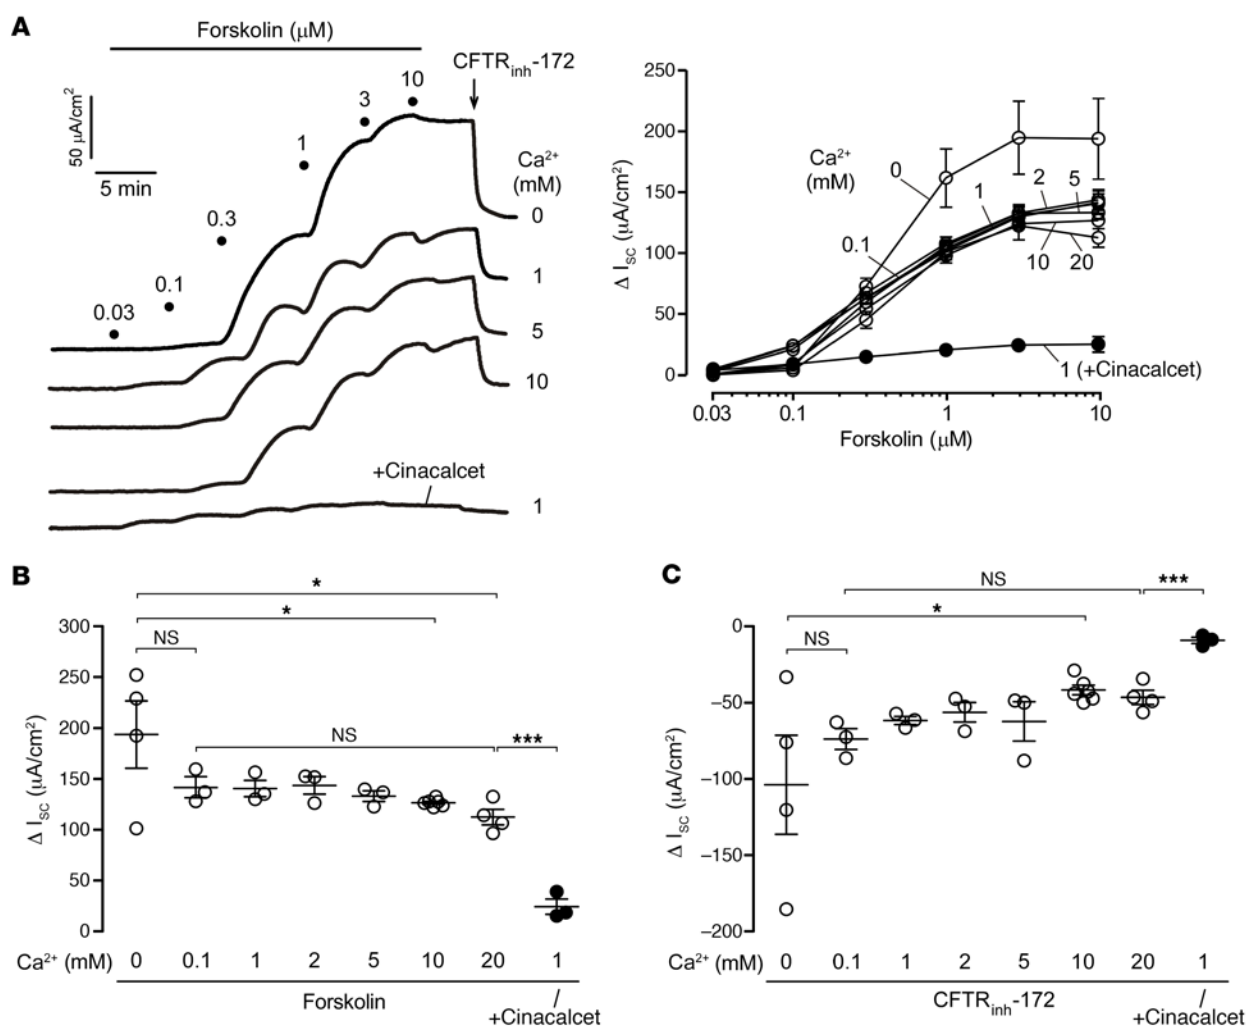 A
Forskolin (μM)
CFTRinh-172
50 μA/cm²
5 min
0.03
0.1
0.3
1
3
10
Ca²⁺
(mM)
0
1
5
10
+Cinacalcet
1
250
200
150
100
50
0
Δ ISC (μA/cm²)
Ca²⁺
(mM)
0
0.1
1
2
5
10
20
1 (+Cinacalcet)
0.03
0.1
1
10
Forskolin (μM)
B
*
*
NS
NS
***
300
250
200
150
100
50
0
Δ ISC (μA/cm²)
Ca²⁺ (mM) 0 0.1 1 2 5 10 20 1
Forskolin
/
+Cinacalcet
C
NS
***
*
NS
0
−50
−100
−150
−200
Δ ISC (μA/cm²)
Ca²⁺ (mM) 0 0.1 1 2 5 10 20 1
CFTRinh-172
/
+Cinacalcet